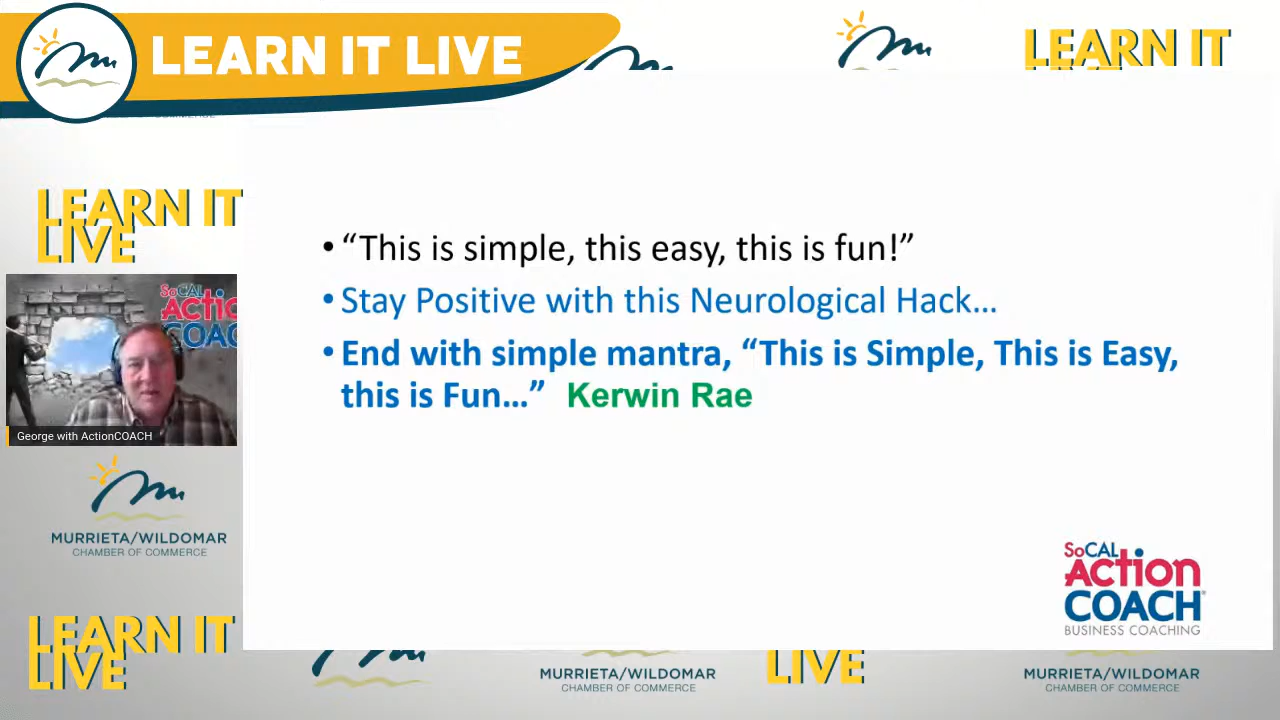 LEARN IT LIVE
LEARN IT
LEARN IT
LIVE
• “This is simple, this easy, this is fun!”
• Stay Positive with this Neurological Hack…
• End with simple mantra, “This is Simple, This is Easy,
this is Fun…” Kerwin Rae
SoCAL
Action
COACH
George with ActionCOACH
MURRIETA/WILDOMAR
CHAMBER OF COMMERCE
SoCAL
Action
COACH®
BUSINESS COACHING
LEARN IT
LIVE
MURRIETA/WILDOMAR
CHAMBER OF COMMERCE
LIVE
MURRIETA/WILDOMAR
CHAMBER OF COMMERCE